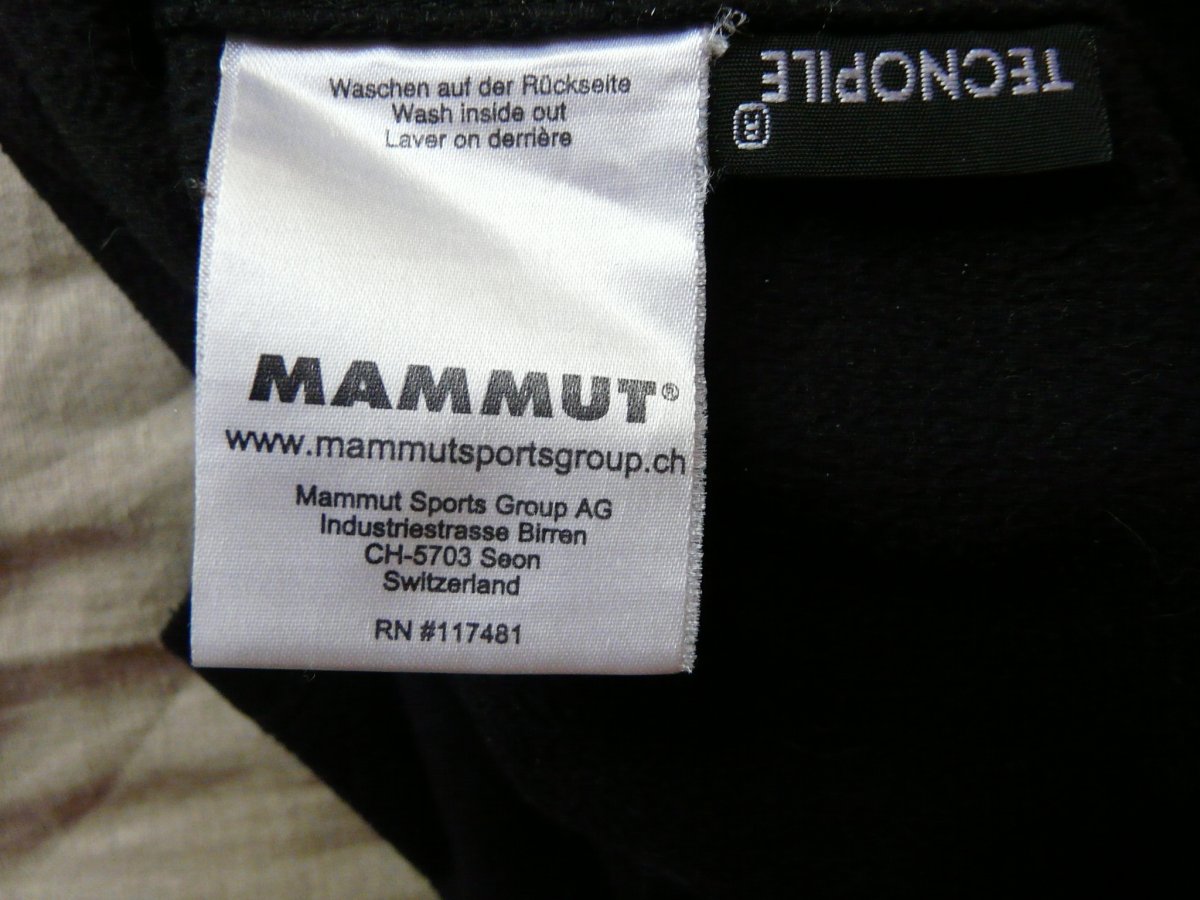 Waschen auf der Rückseite
Wash inside out
Laver on derrière
MAMMUT®
www.mammutsportsgroup.ch
Mammut Sports Group AG
Industriestrasse Birren
CH-5703 Seon
Switzerland
RN #117481
TECNOPILE